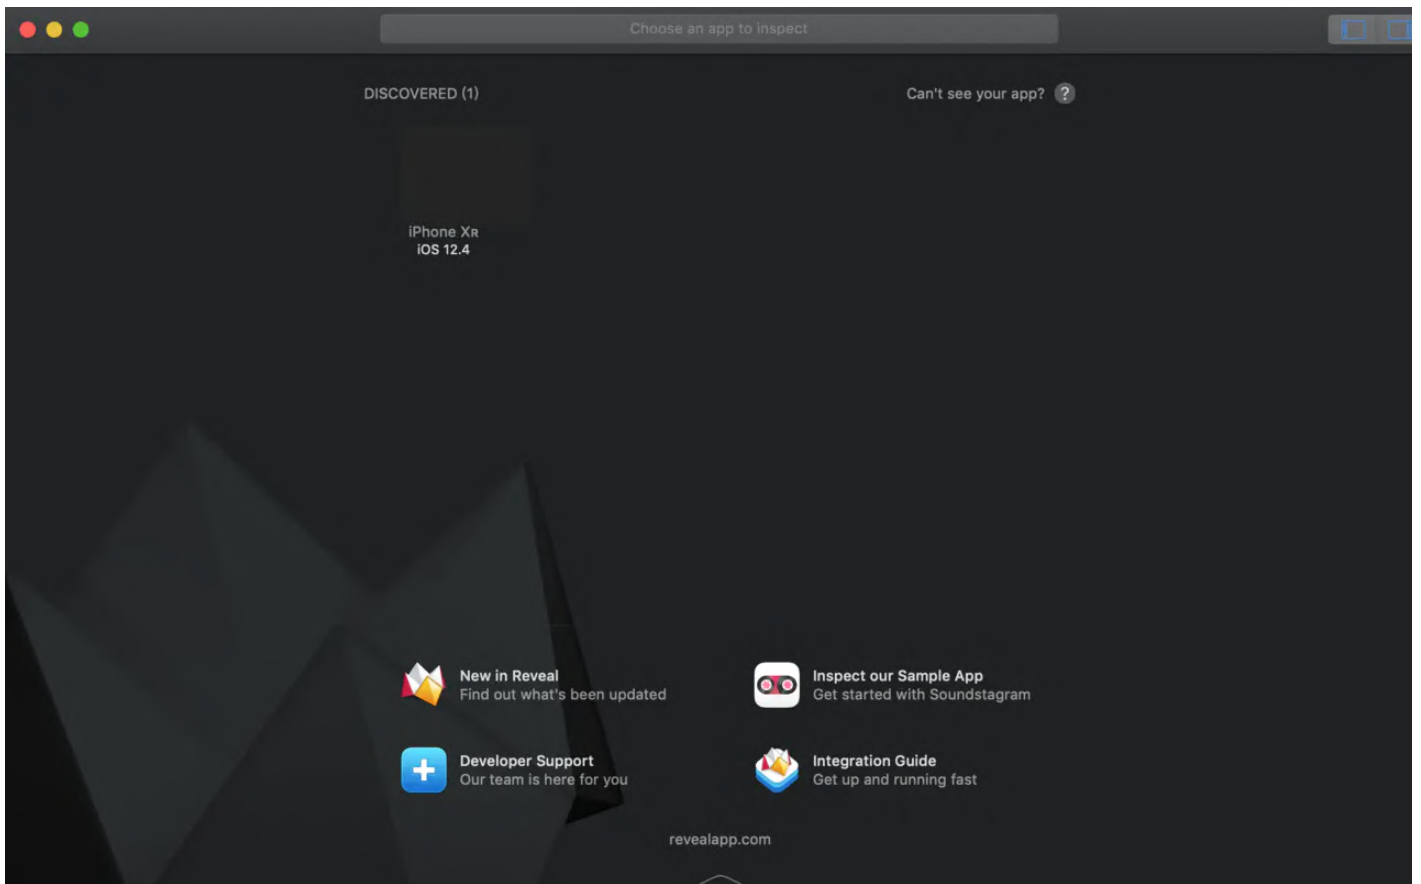 Choose an app to inspect
DISCOVERED (1)
Can't see your app? ?
iPhone XR
iOS 12.4
New in Reveal
Find out what's been updated
Inspect our Sample App
Get started with Soundstagram
Developer Support
Our team is here for you
Integration Guide
Get up and running fast
revealapp.com